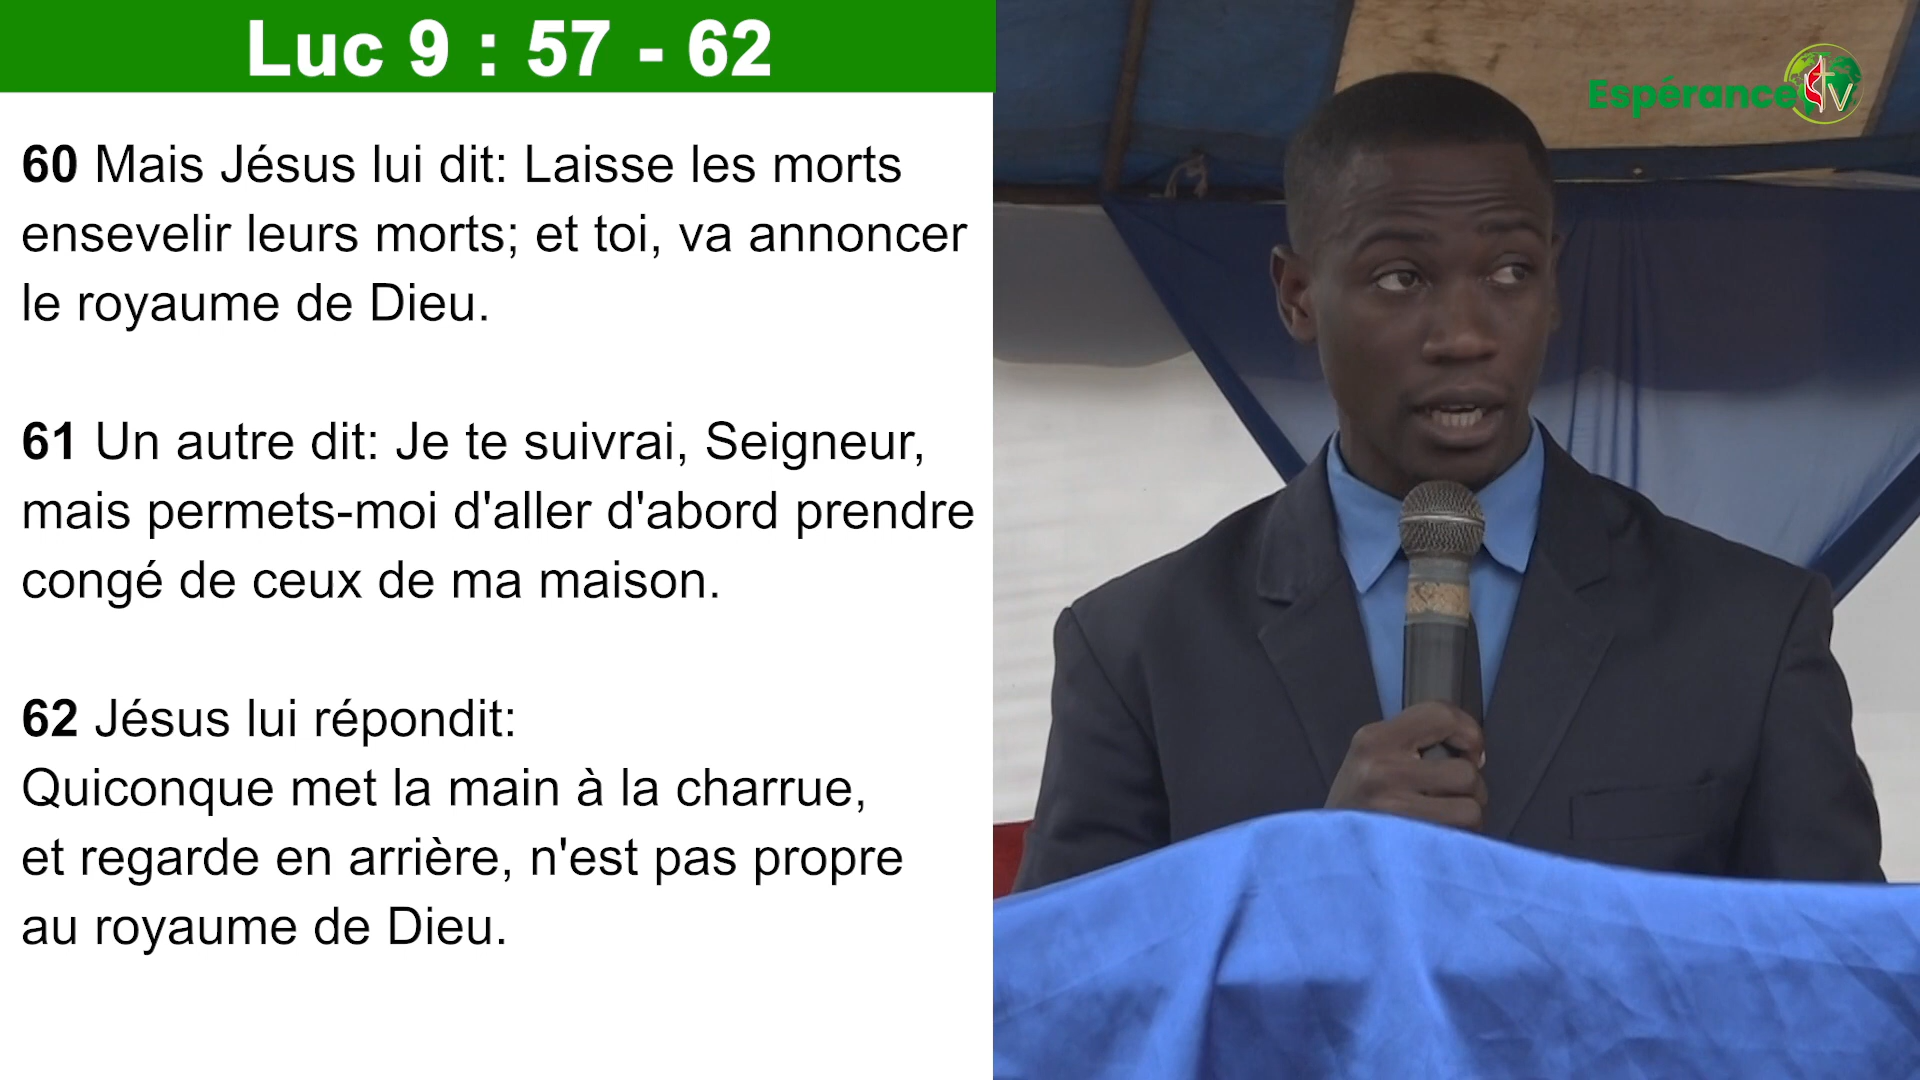 Luc 9 : 57 - 62
60 Mais Jésus lui dit: Laisse les morts
ensevelir leurs morts; et toi, va annoncer
le royaume de Dieu.
61 Un autre dit: Je te suivrai, Seigneur,
mais permets-moi d'aller d'abord prendre
congé de ceux de ma maison.
62 Jésus lui répondit:
Quiconque met la main à la charrue,
et regarde en arrière, n'est pas propre
au royaume de Dieu.
Espérance TV